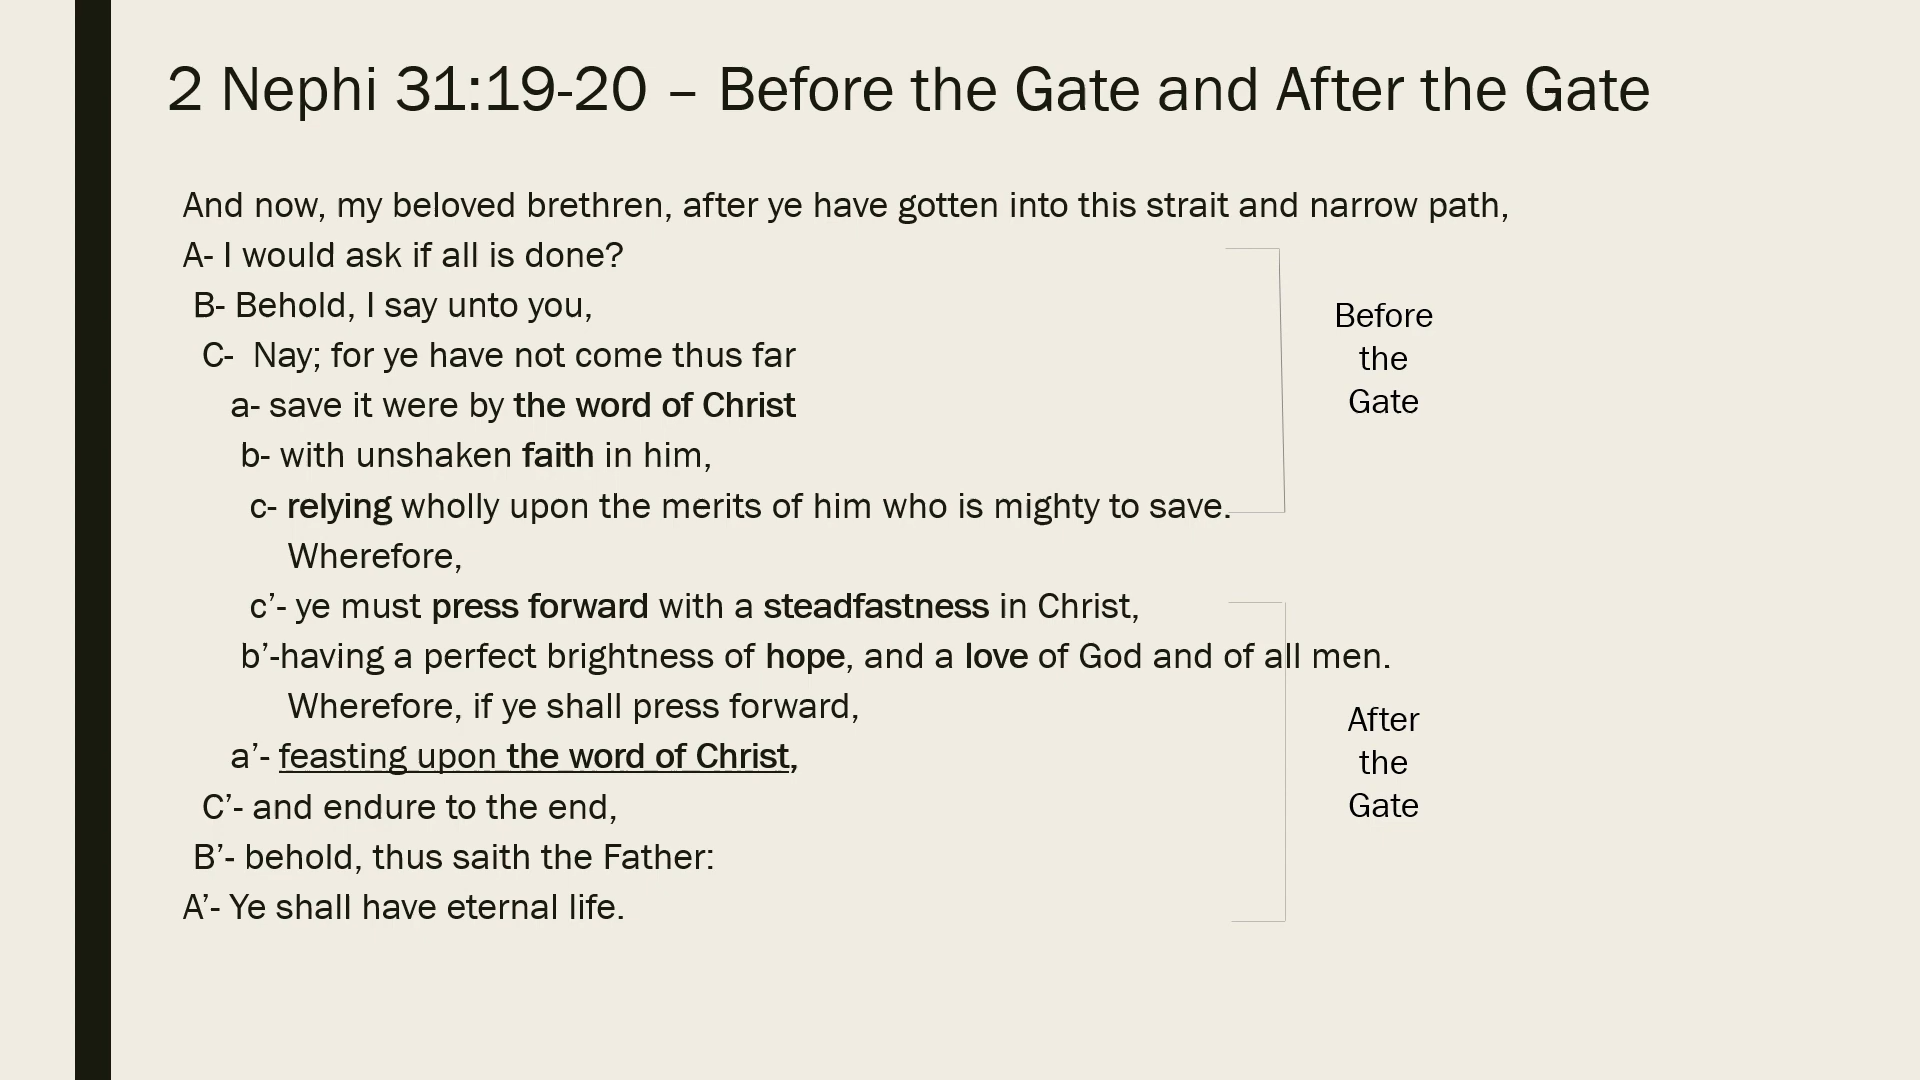 2 Nephi 31:19-20 – Before the Gate and After the Gate
And now, my beloved brethren, after ye have gotten into this strait and narrow path,
A- I would ask if all is done?
B- Behold, I say unto you,
C-  Nay; for ye have not come thus far
a- save it were by the word of Christ
b- with unshaken faith in him,
c- relying wholly upon the merits of him who is mighty to save.
Before
the
Gate
Wherefore,
c’- ye must press forward with a steadfastness in Christ,
b’-having a perfect brightness of hope, and a love of God and of all men.
Wherefore, if ye shall press forward,
a’- feasting upon the word of Christ,
C’- and endure to the end,
B’- behold, thus saith the Father:
A’- Ye shall have eternal life.
After
the
Gate